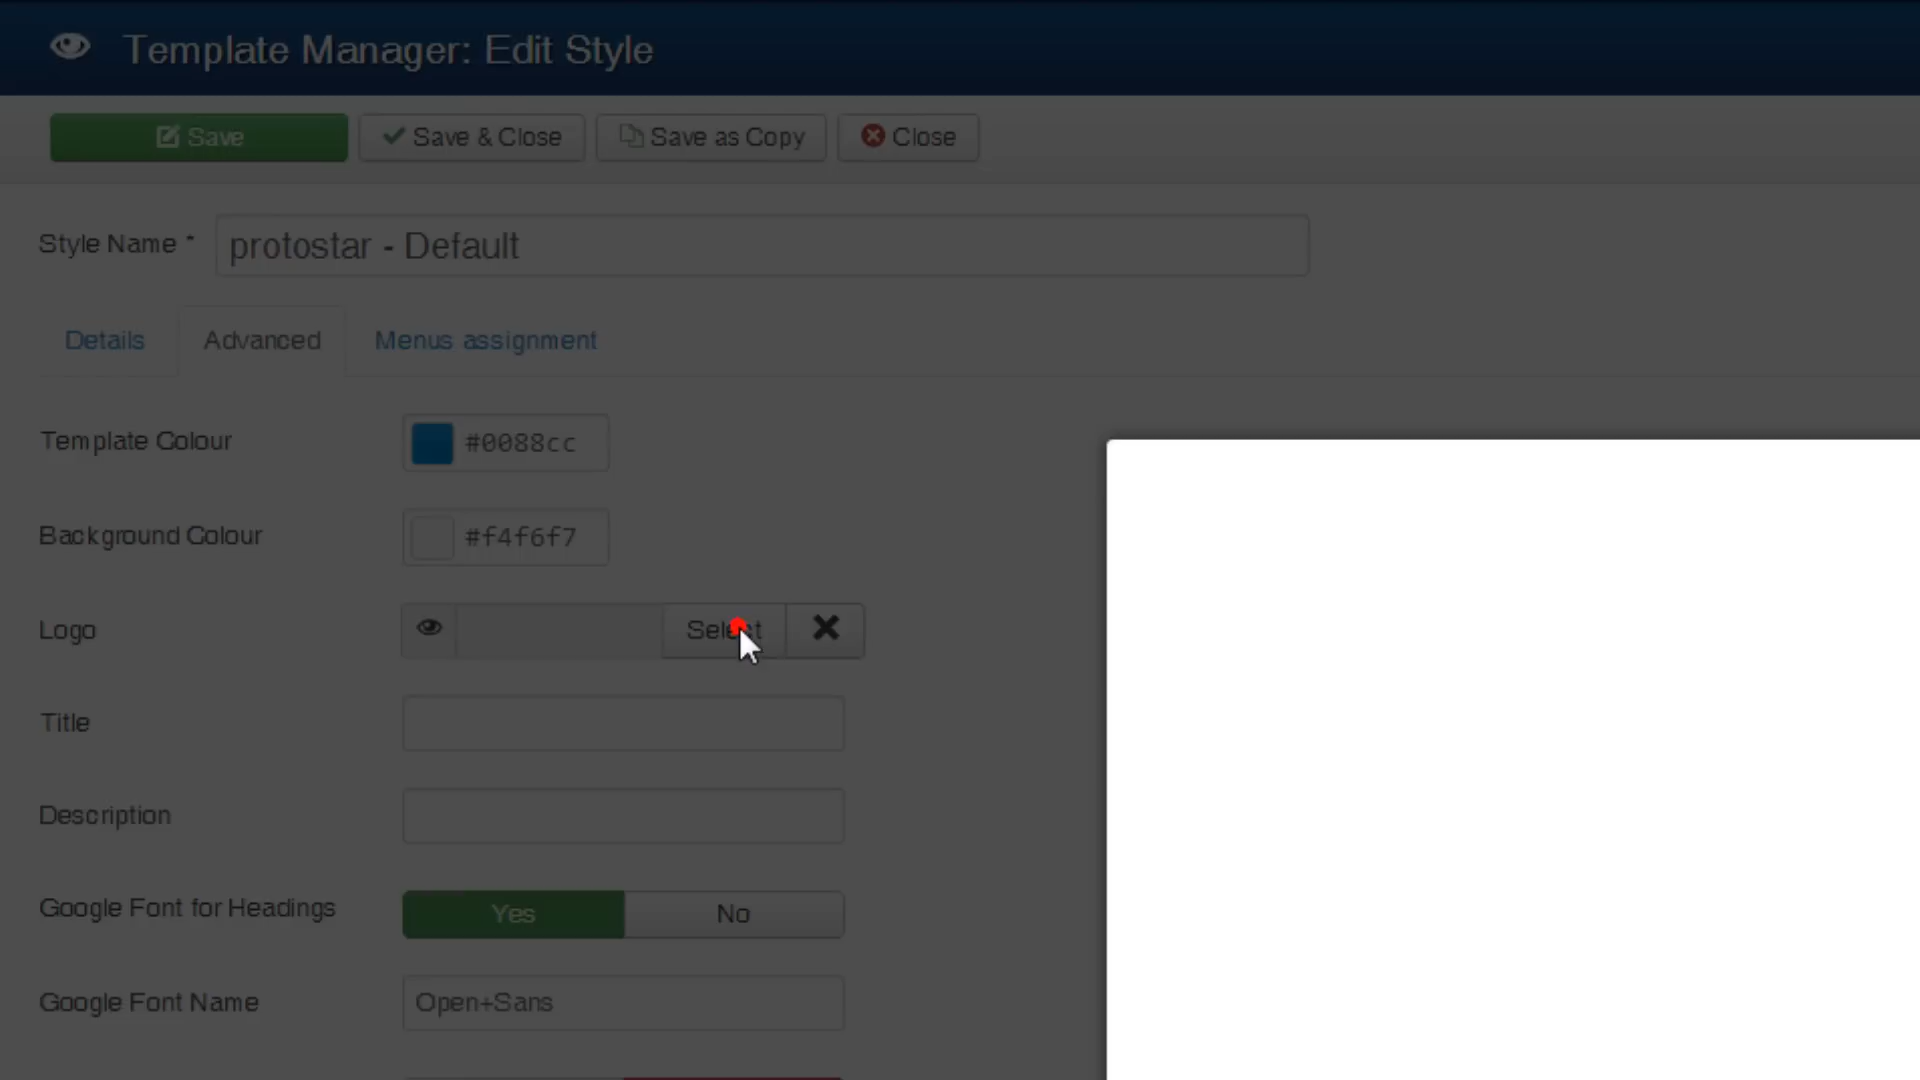 Template Manager: Edit Style
Save
Save & Close
Save as Copy
Close
Style Name *
protostar - Default
Details
Advanced
Menus assignment
Template Colour
#0088cc
Background Colour
#f4f6f7
Logo
Select
Title
Description
Google Font for Headings
Yes
No
Google Font Name
Open+Sans